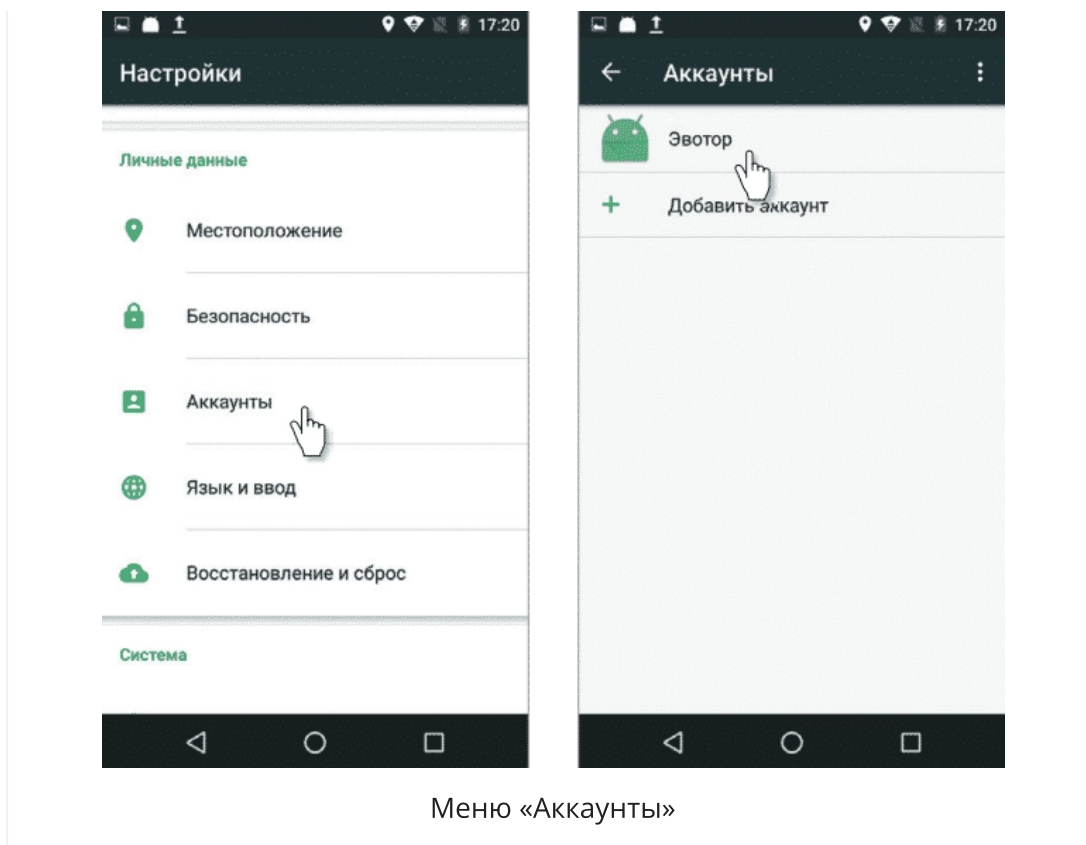 17:20
Настройки
Личные данные
Местоположение
Безопасность
Аккаунты
Язык и ввод
Восстановление и сброс
Система
17:20
Аккаунты
Эвотор
Добавить аккаунт
Меню «Аккаунты»